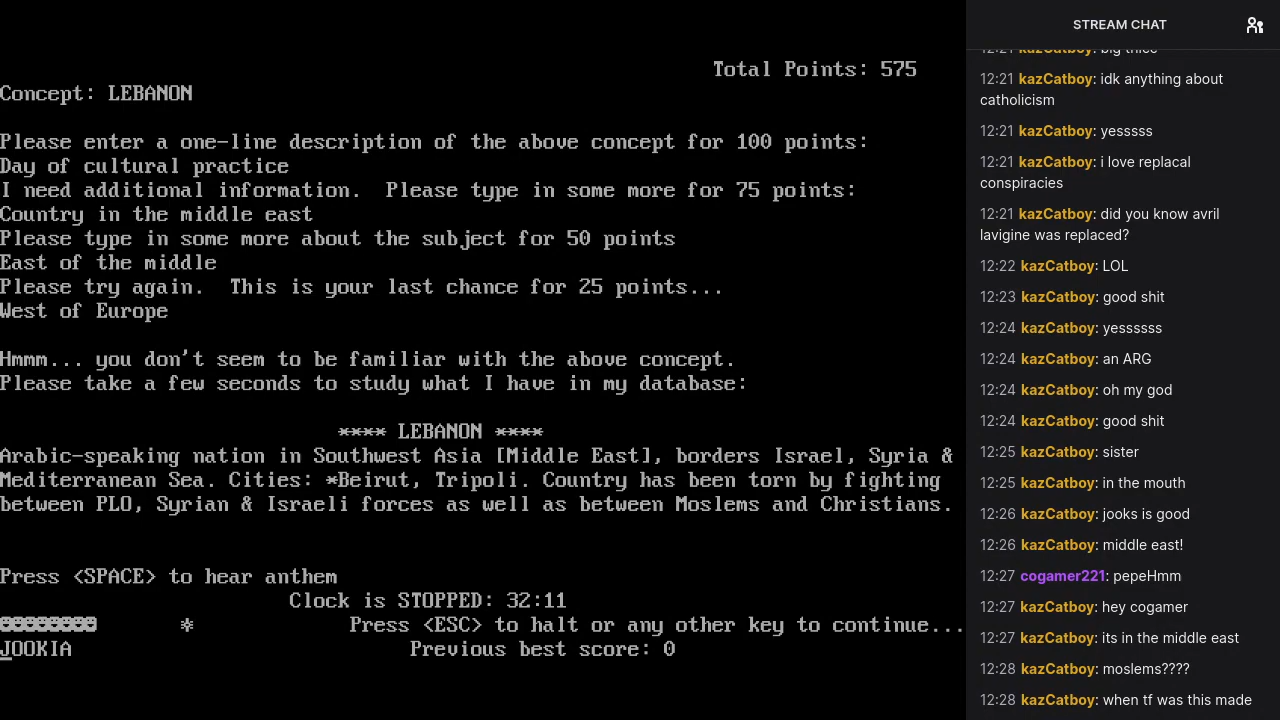 Total Points: 575
Concept: LEBANON
Please enter a one-line description of the above concept for 100 points:
Day of cultural practice
I need additional information.  Please type in some more for 75 points:
Country in the middle east
Please type in some more about the subject for 50 points
East of the middle
Please try again.  This is your last chance for 25 points...
West of Europe
Hmmm... you don't seem to be familiar with the above concept.
Please take a few seconds to study what I have in my database:
**** LEBANON ****
Arabic-speaking nation in Southwest Asia [Middle East], borders Israel, Syria &
Mediterranean Sea. Cities: *Beirut, Tripoli. Country has been torn by fighting
between PLO, Syrian & Israeli forces as well as between Moslems and Christians.
Press <SPACE> to hear anthem
Clock is STOPPED: 32:11
* Press <ESC> to halt or any other key to continue...
JOOKIA Previous best score: 0
STREAM CHAT
12:21 kazCatboy: big thice
12:21 kazCatboy: idk anything about
catholicism
12:21 kazCatboy: yesssss
12:21 kazCatboy: i love replacal
conspiracies
12:21 kazCatboy: did you know avril
lavigine was replaced?
12:22 kazCatboy: LOL
12:23 kazCatboy: good shit
12:24 kazCatboy: yessssss
12:24 kazCatboy: an ARG
12:24 kazCatboy: oh my god
12:24 kazCatboy: good shit
12:25 kazCatboy: sister
12:25 kazCatboy: in the mouth
12:26 kazCatboy: jooks is good
12:26 kazCatboy: middle east!
12:27 cogamer221: pepeHmm
12:27 kazCatboy: hey cogamer
12:27 kazCatboy: its in the middle east
12:28 kazCatboy: moslems????
12:28 kazCatboy: when tf was this made